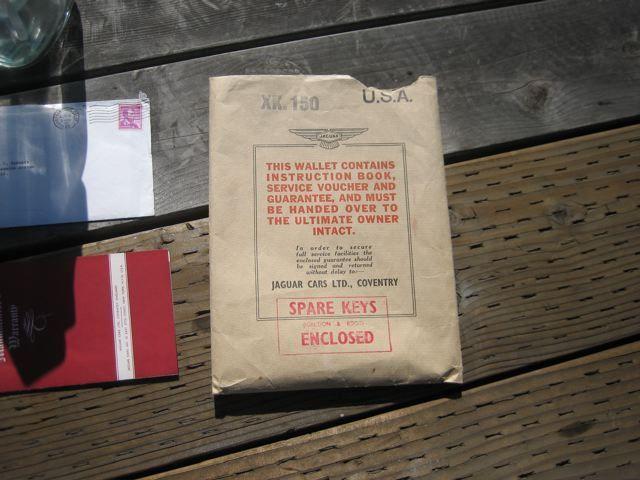 XK. 150 U.S.A.
JAGUAR
THIS WALLET CONTAINS
INSTRUCTION BOOK,
SERVICE VOUCHER AND
GUARANTEE, AND MUST
BE HANDED OVER TO
THE ULTIMATE OWNER
INTACT.
In order to secure
full service facilities the
enclosed guarantee should
be signed and returned
without delay to:—
JAGUAR CARS LTD., COVENTRY
SPARE KEYS
ENCLOSED
Warranty